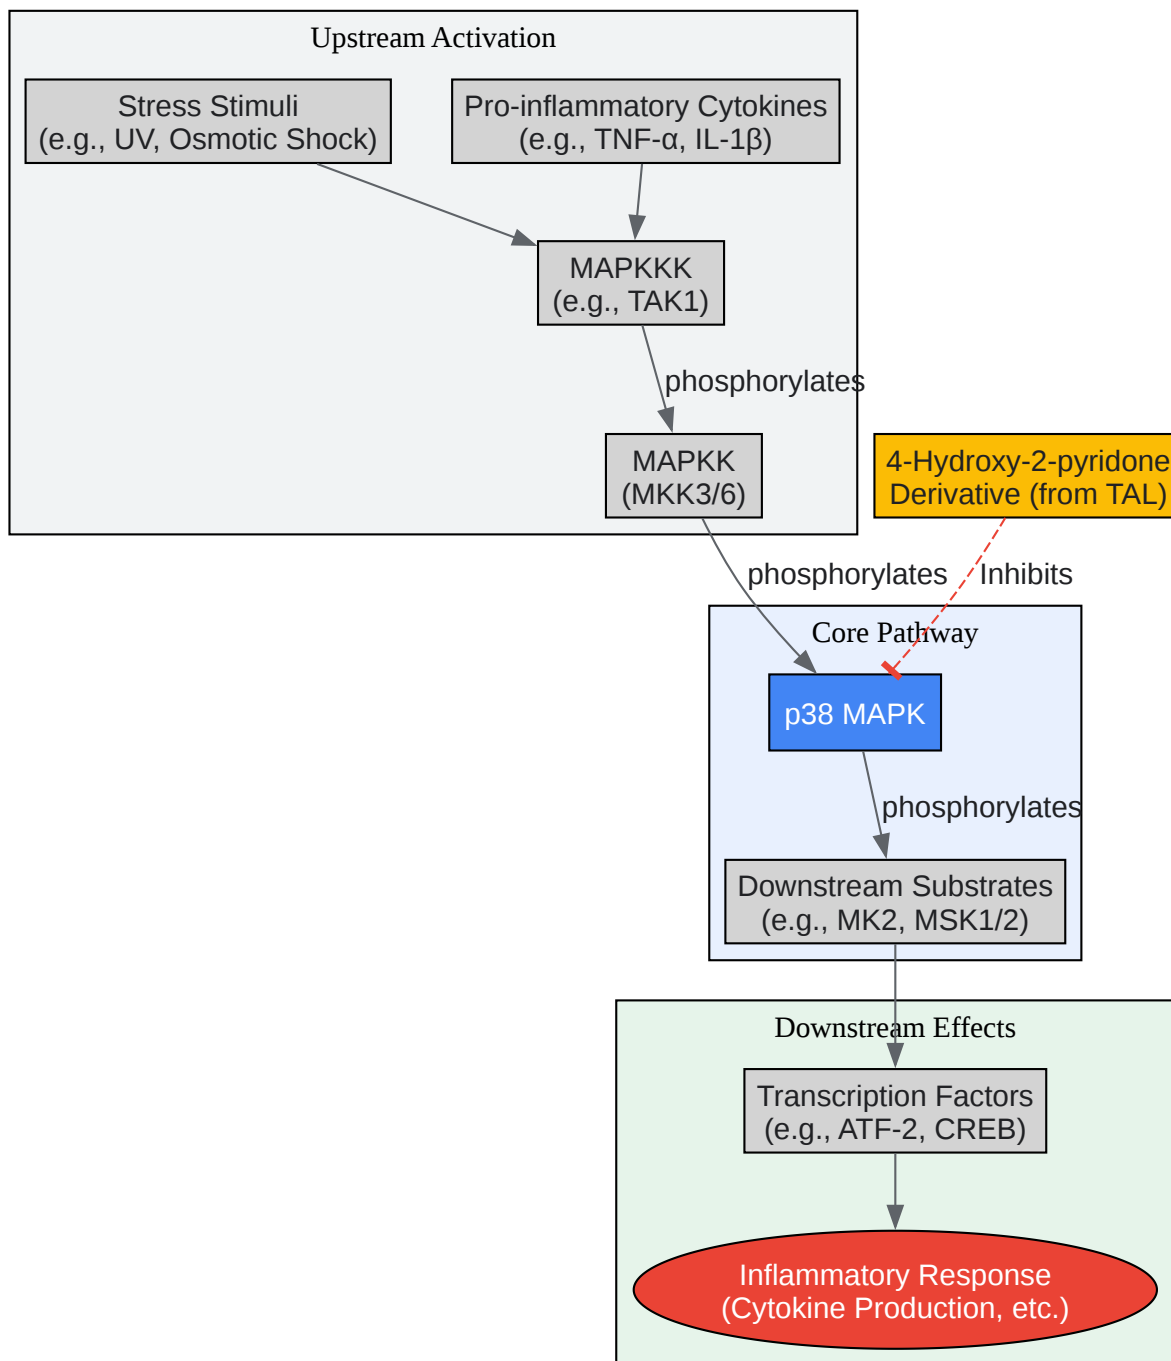 Upstream Activation
Stress Stimuli
(e.g., UV, Osmotic Shock)
Pro-inflammatory Cytokines
(e.g., TNF-α, IL-1β)
MAPKKK
(e.g., TAK1)
phosphorylates
MAPKK
(MKK3/6)
4-Hydroxy-2-pyridone
Derivative (from TAL)
phosphorylates
Inhibits
Core Pathway
p38 MAPK
phosphorylates
Downstream Substrates
(e.g., MK2, MSK1/2)
Downstream Effects
Transcription Factors
(e.g., ATF-2, CREB)
Inflammatory Response
(Cytokine Production, etc.)